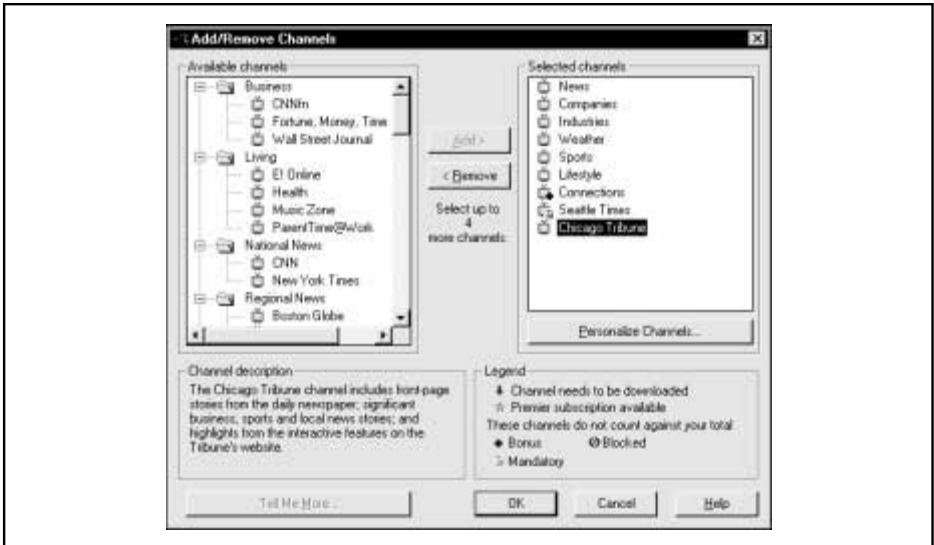 Add/Remove Channels
Available channels
Business
CNNfn
Fortune, Money, Time
Wall Street Journal
Living
E! Online
Health
Music Zone
ParentTime@Work
National News
CNN
New York Times
Regional News
Boston Globe
Add >
< Remove
Select up to
4
more channels
Selected channels
News
Companies
Industries
Weather
Sports
Lifestyle
Connections
Seattle Times
Chicago Tribune
Personalize Channels...
Channel description
The Chicago Tribune channel includes front-page
stories from the daily newspaper; significant
business, sports and local news stories; and
highlights from the interactive features on the
Tribune's website.
Legend
Channel needs to be downloaded
Premier subscription available
These channels do not count against your total
Bonus
Blocked
Mandatory
Tell Me More...
OK
Cancel
Help